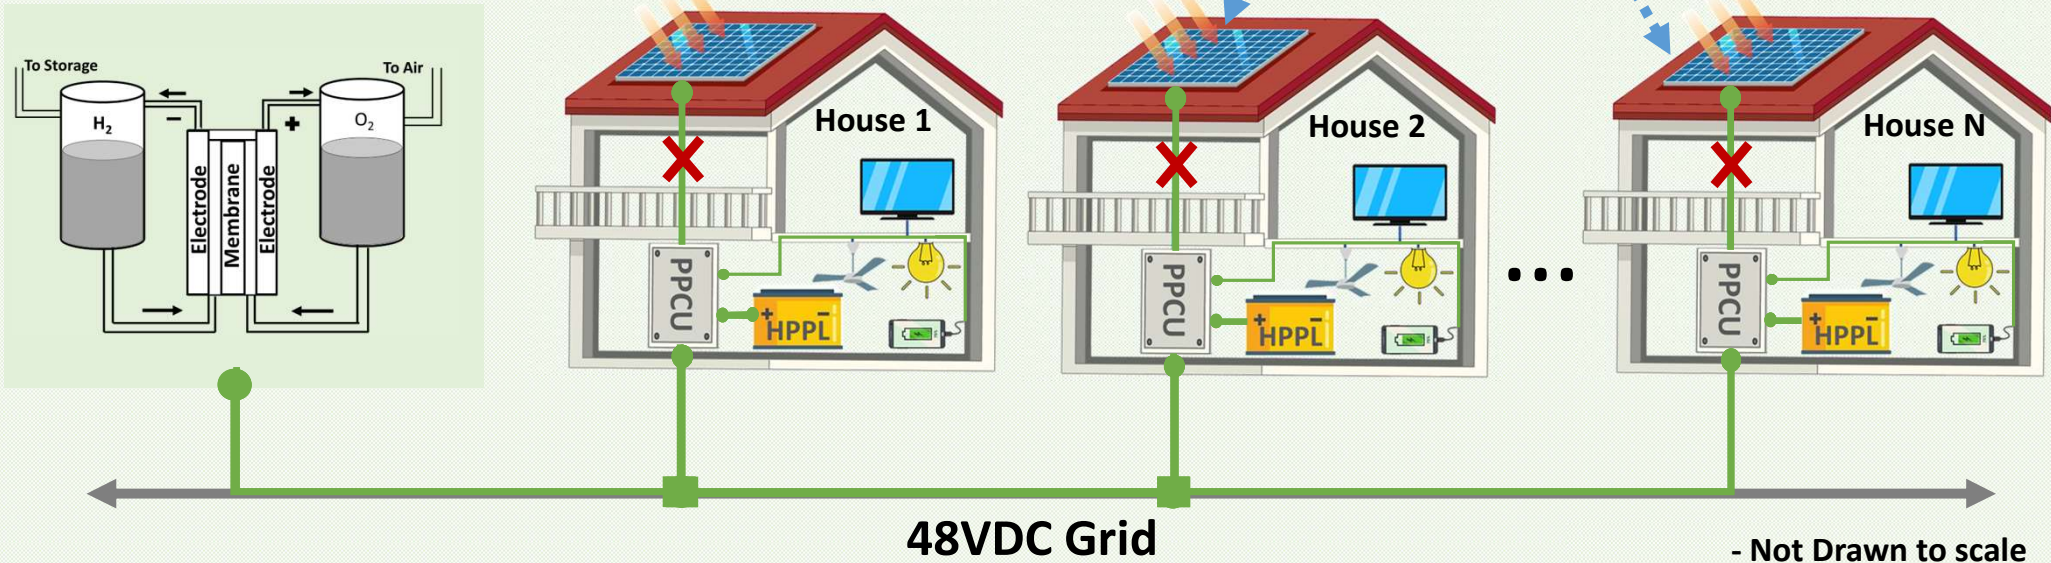 To Storage
To Air
H2
O2
−
+
Electrode
Membrane
Electrode
House 1
PPCU
+ −
HPPL
House 2
PPCU
+ −
HPPL
...
House N
PPCU
+ −
HPPL
48VDC Grid
- Not Drawn to scale